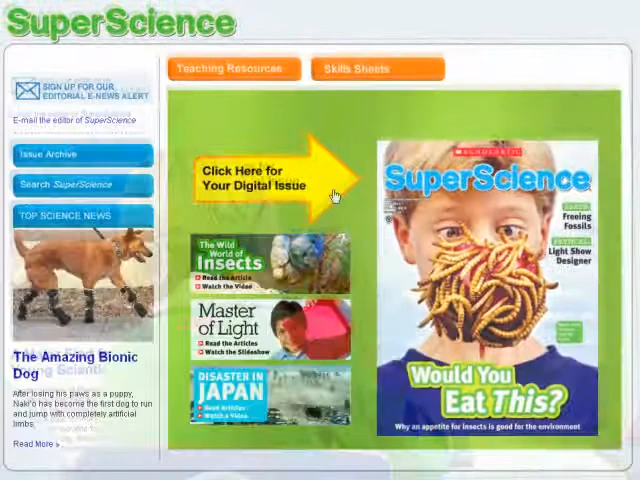 SuperScience
Teaching Resources
Skills Sheets
SIGN UP FOR OUR
EDITORIAL E-NEWS ALERT
E-mail the editor of SuperScience
Issue Archive
Search SuperScience
TOP SCIENCE NEWS
The Amazing Bionic
Dog
After losing his paws as a puppy,
Naki'o has become the first dog to run
and jump with completely artificial
limbs.
Read More
Click Here for
Your Digital Issue
The Wild
World of
Insects
Read the Article
Watch the Video
Master
of Light
Read the Articles
Watch the Slideshow
DISASTER IN
JAPAN
Read Articles
Watch a Video
SCHOLASTIC
SuperScience
Freezing
Fossils
Light Show
Designer
Would You
Eat This?
Why an appetite for insects is good for the environment